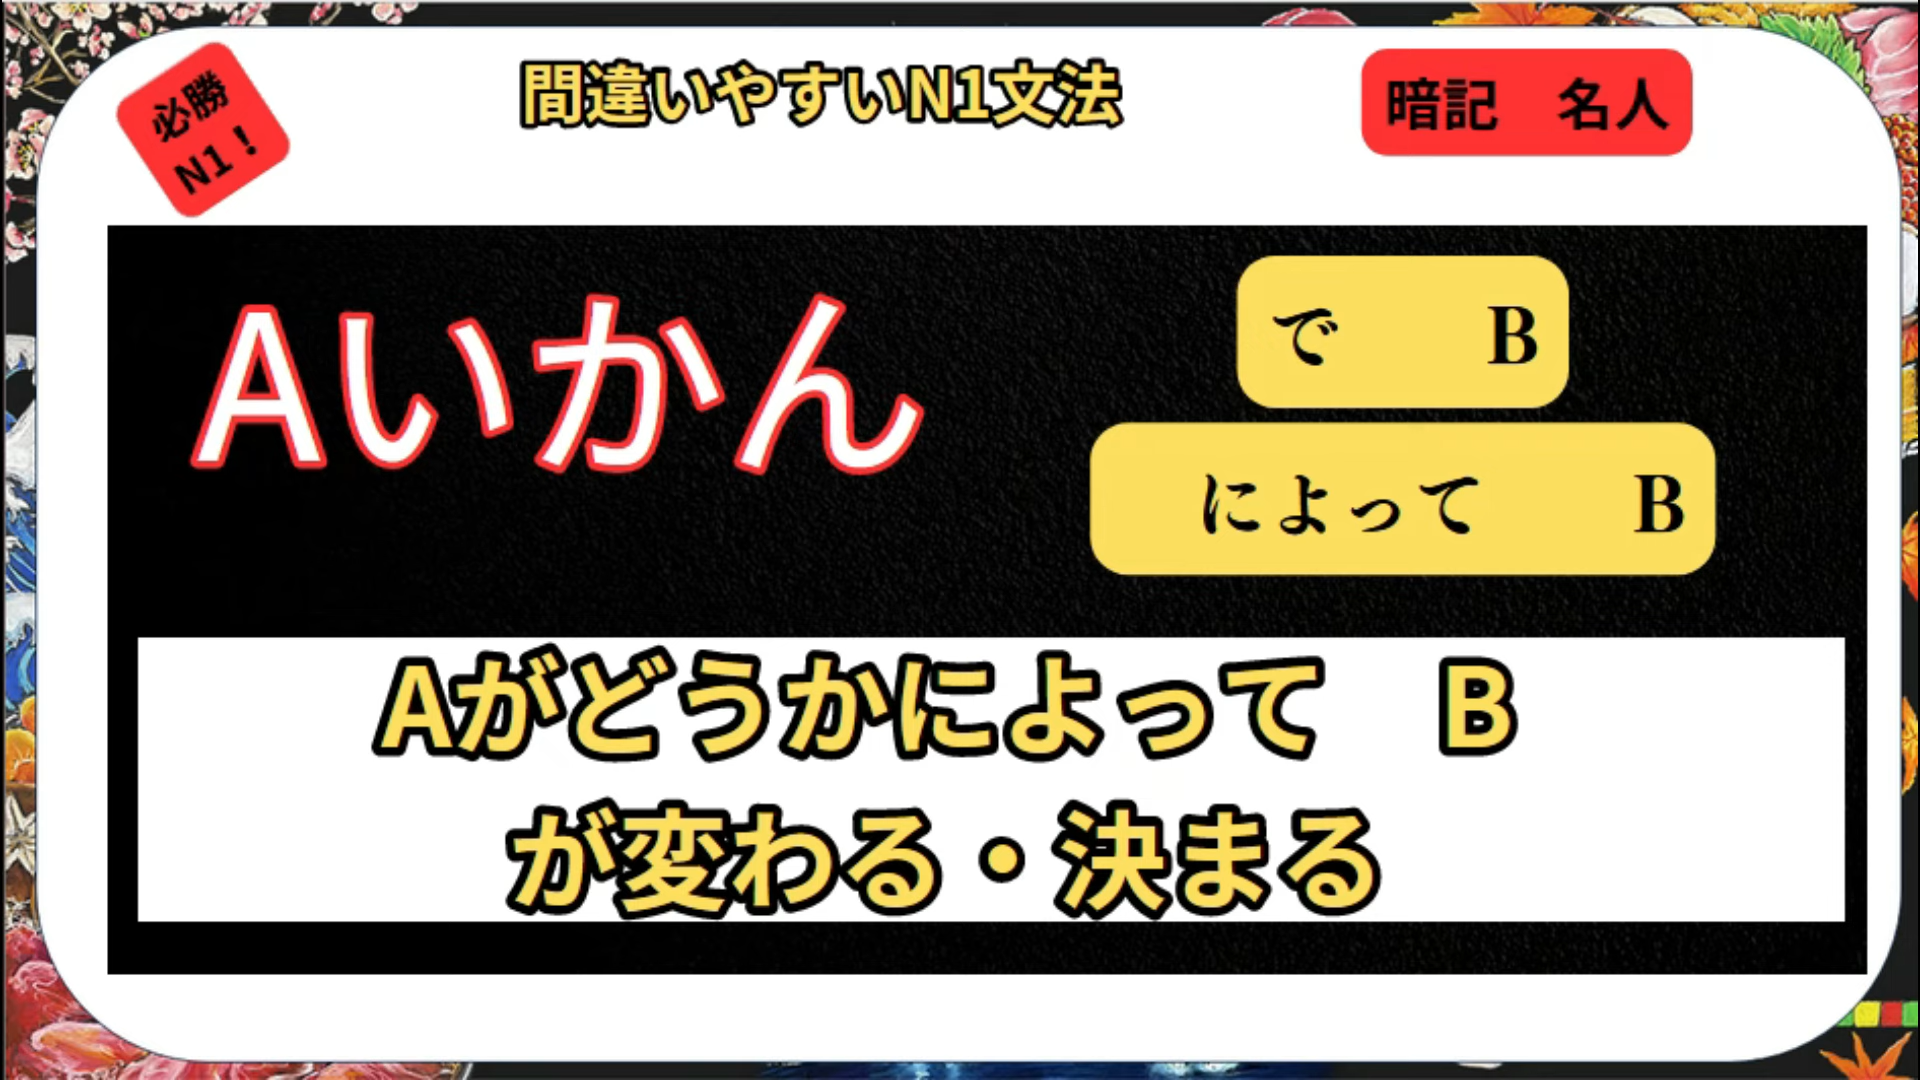 必勝
N1！
間違いやすいN1文法
暗記　名人
Aいかん
で　　B
によって　　B
Aがどうかによって　B
が変わる・決まる